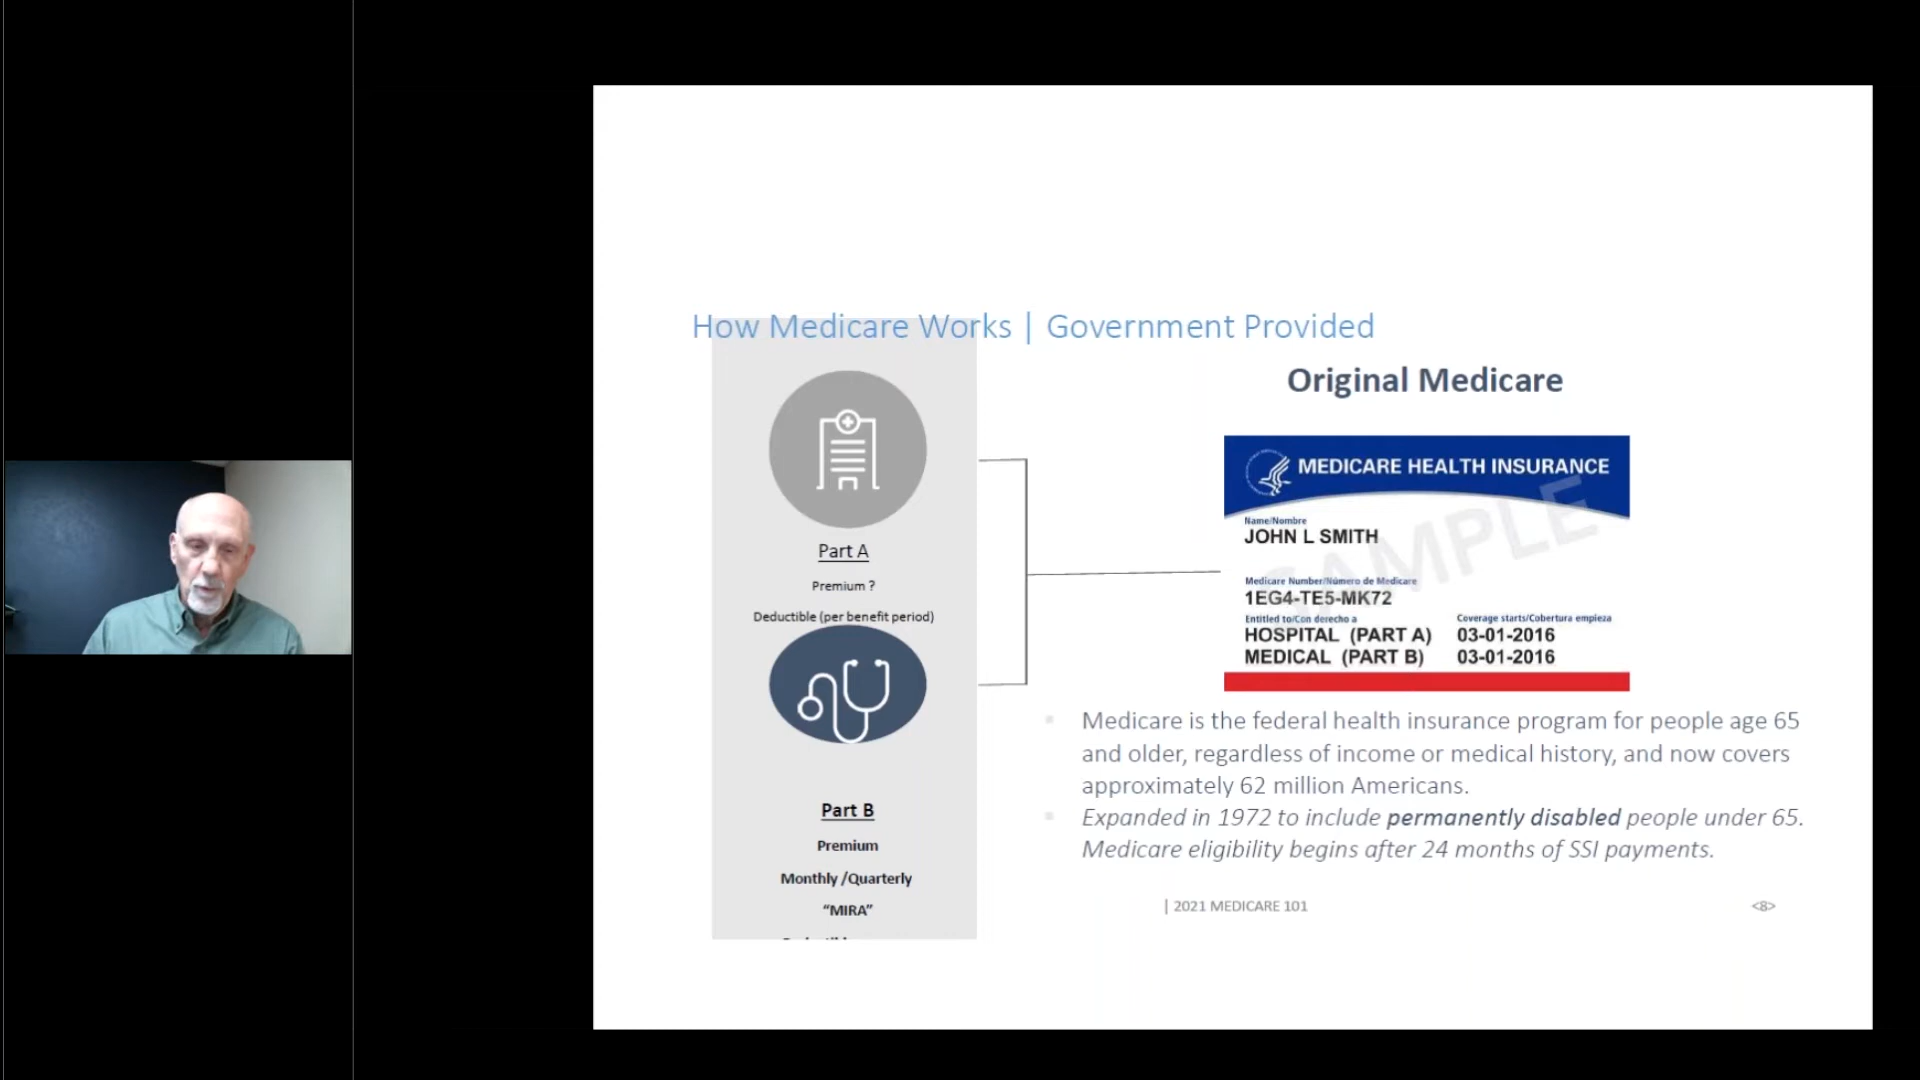 How Medicare Works | Government Provided
Original Medicare
Part A
Premium ?
Deductible (per benefit period)
Part B
Premium
Monthly /Quarterly
“MIRA”
MEDICARE HEALTH INSURANCE
Name/Nombre
JOHN L SMITH
Medicare Number/Número de Medicare
1EG4-TE5-MK72
Entitled to/Con derecho a
Coverage starts/Cobertura empieza
HOSPITAL (PART A) 03-01-2016
MEDICAL (PART B) 03-01-2016
SAMPLE
Medicare is the federal health insurance program for people age 65
and older, regardless of income or medical history, and now covers
approximately 62 million Americans.
Expanded in 1972 to include permanently disabled people under 65.
Medicare eligibility begins after 24 months of SSI payments.
| 2021 MEDICARE 101
<8>